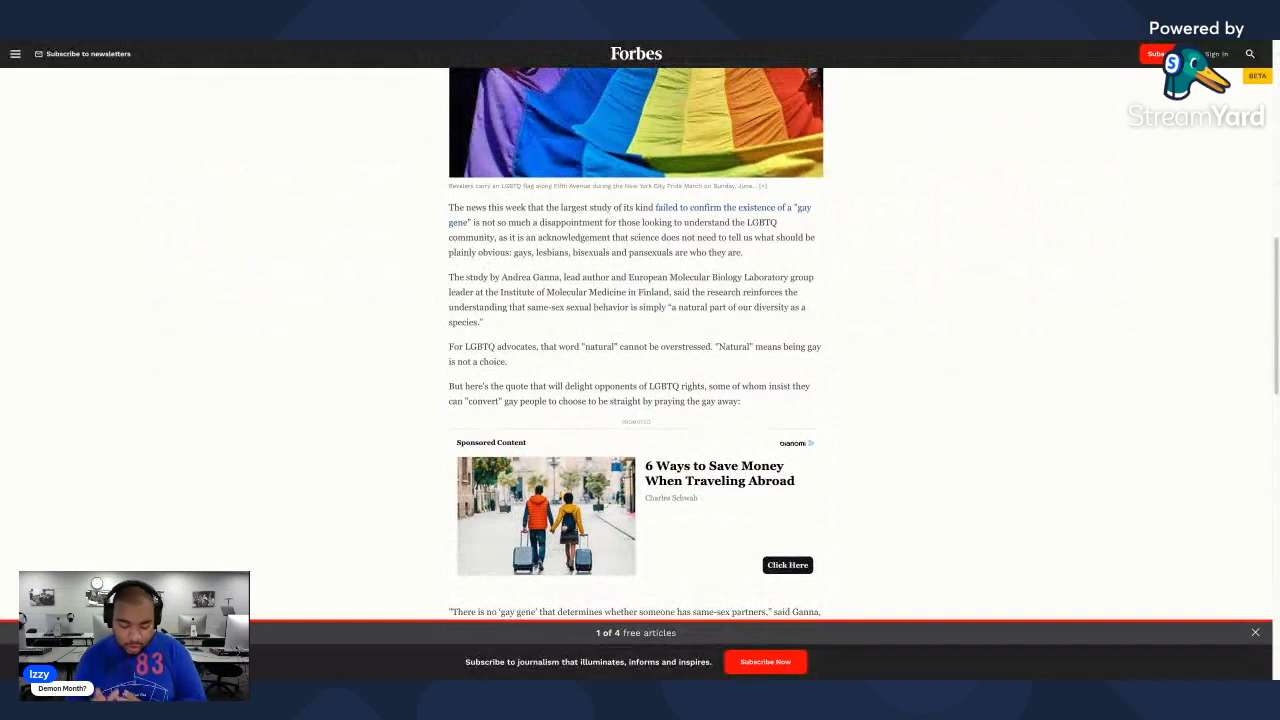 Powered by
StreamYard
Subscribe to newsletters
Forbes
Sign In
BETA
Revelers carry an LGBTQ flag along Fifth Avenue during the New York City Pride March on Sunday, June... [+]
The news this week that the largest study of its kind failed to confirm the existence of a "gay
gene" is not so much a disappointment for those looking to understand the LGBTQ
community, as it is an acknowledgement that science does not need to tell us what should be
plainly obvious: gays, lesbians, bisexuals and pansexuals are who they are.
The study by Andrea Ganna, lead author and European Molecular Biology Laboratory group
leader at the Institute of Molecular Medicine in Finland, said the research reinforces the
understanding that same-sex sexual behavior is simply “a natural part of our diversity as a
species.”
For LGBTQ advocates, that word "natural" cannot be overstressed. "Natural" means being gay
is not a choice.
But here's the quote that will delight opponents of LGBTQ rights, some of whom insist they
can "convert" gay people to choose to be straight by praying the gay away:
PROMOTED
Sponsored Content
DIANOMI
6 Ways to Save Money
When Traveling Abroad
Charles Schwab
Click Here
"There is no ‘gay gene’ that determines whether someone has same-sex partners,” said Ganna,
1 of 4 free articles
Subscribe to journalism that illuminates, informs and inspires.
Subscribe Now
83
Izzy
Demon Month?